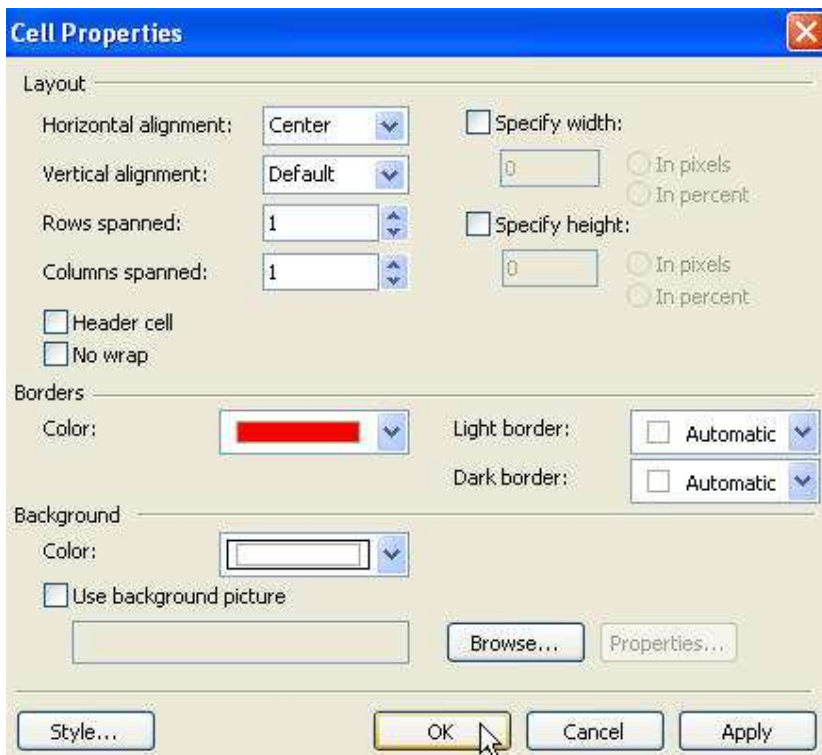 Cell Properties
Layout
Horizontal alignment: Center
Specify width:
Vertical alignment: Default
0
In pixels
In percent
Rows spanned: 1
Specify height:
Columns spanned: 1
0
In pixels
In percent
Header cell
No wrap
Borders
Color:
Light border: Automatic
Dark border: Automatic
Background
Color:
Use background picture
Browse... Properties...
Style... OK Cancel Apply